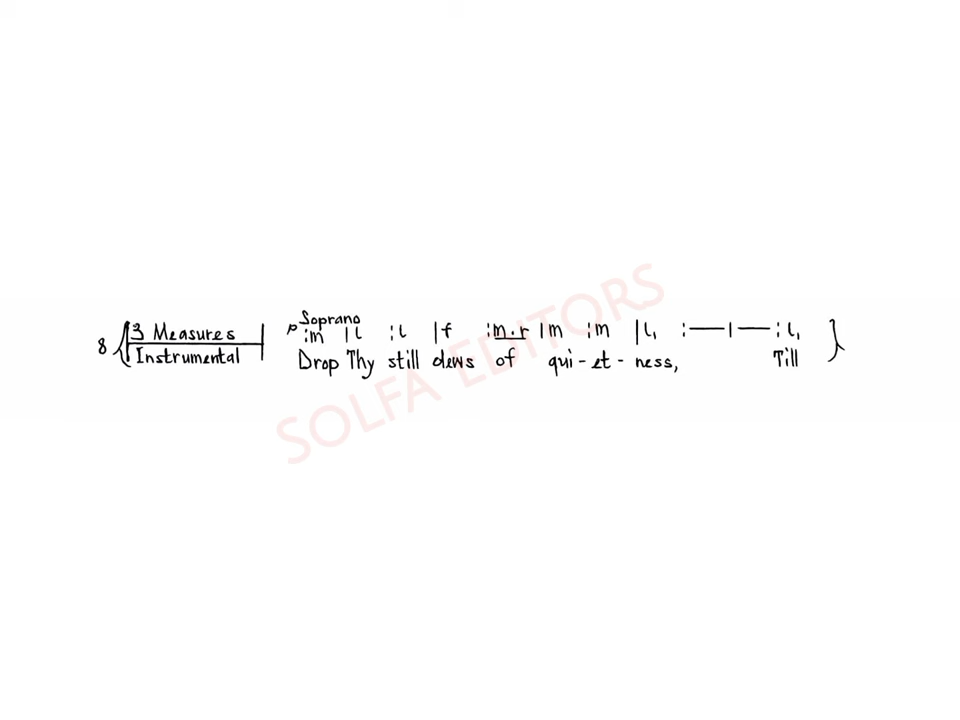 Soprano
3 Measures
p :m |l :l |f :m.r |m :m |l, :—|—:l,
8
Instrumental
Drop Thy still dews of qui-et-ness, Till
SOLFA EDITORS